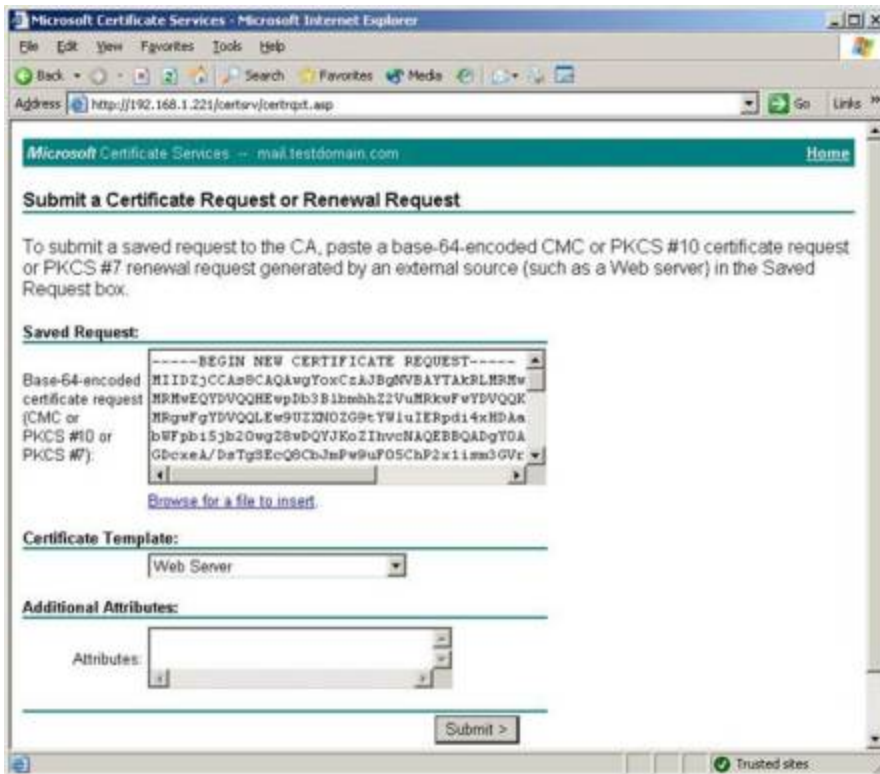 Microsoft Certificate Services - Microsoft Internet Explorer
File Edit View Favorites Tools Help
Back Search Favorites Media
Address http://192.168.1.221/certsrv/certrqxt.asp Go Links »
Microsoft Certificate Services -- mail.testdomain.com Home
Submit a Certificate Request or Renewal Request
To submit a saved request to the CA, paste a base-64-encoded CMC or PKCS #10 certificate request
or PKCS #7 renewal request generated by an external source (such as a Web server) in the Saved
Request box.
Saved Request:
-----BEGIN NEW CERTIFICATE REQUEST-----
Base-64-encoded
certificate request
(CMC or
PKCS #10 or
PKCS #7):
Browse for a file to insert.
Certificate Template:
Web Server
Additional Attributes:
Attributes:
Submit >
Trusted sites